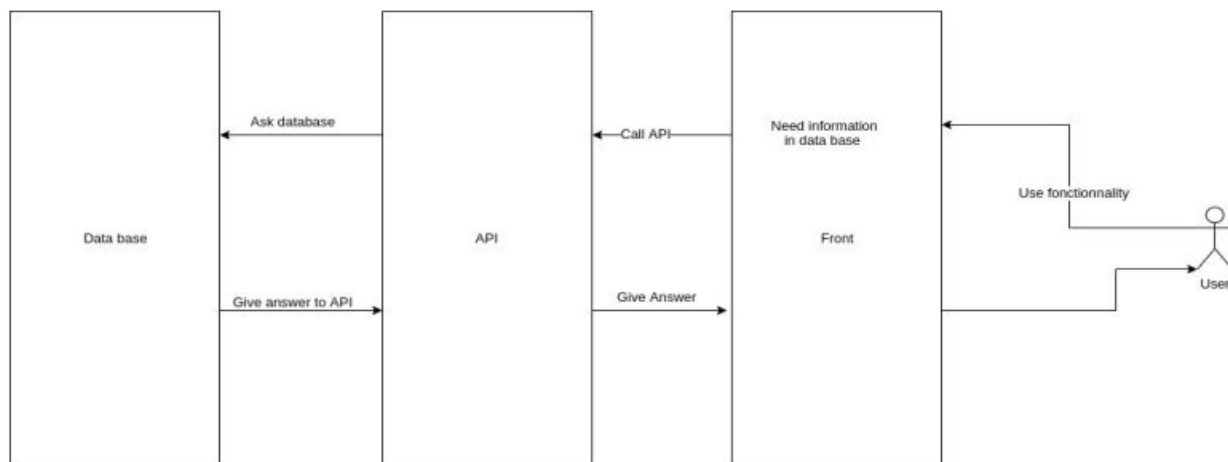 Ask database
Call API
Need information
in data base
Use fonctionnality
Data base
API
Front
User
Give answer to API
Give Answer